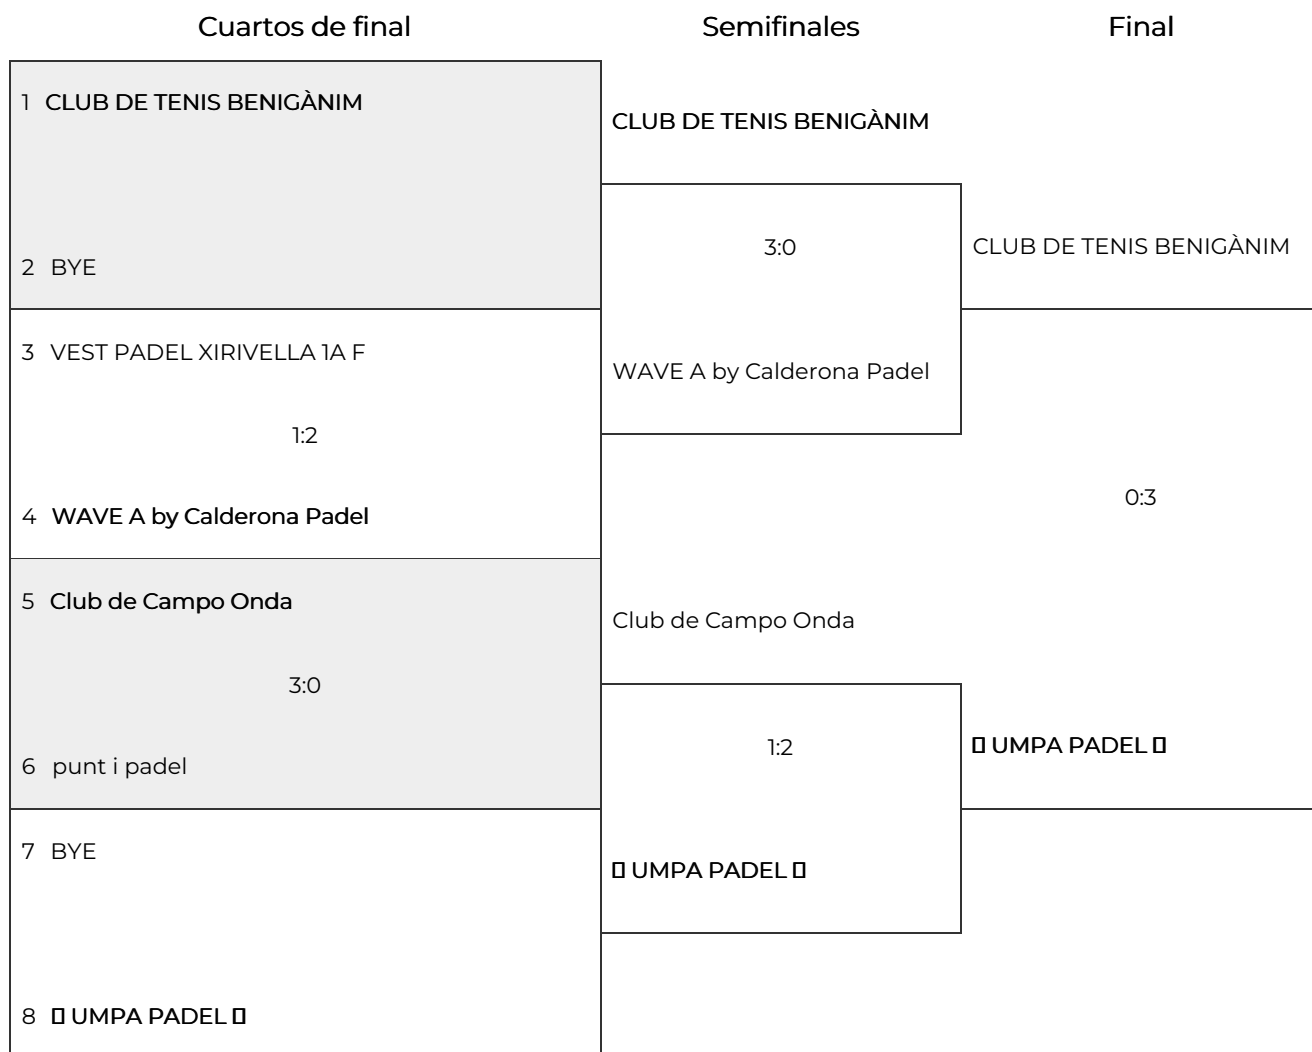 Cuartos de final
Semifinales
Final
1 CLUB DE TENIS BENIGÀNIM
2 BYE
3 VEST PADEL XIRIVELLA 1A F
1:2
4 WAVE A by Calderona Padel
5 Club de Campo Onda
3:0
6 punt i padel
7 BYE
8 ▯ UMPA PADEL ▯
CLUB DE TENIS BENIGÀNIM
3:0
WAVE A by Calderona Padel
Club de Campo Onda
1:2
▯ UMPA PADEL ▯
CLUB DE TENIS BENIGÀNIM
0:3
▯ UMPA PADEL ▯